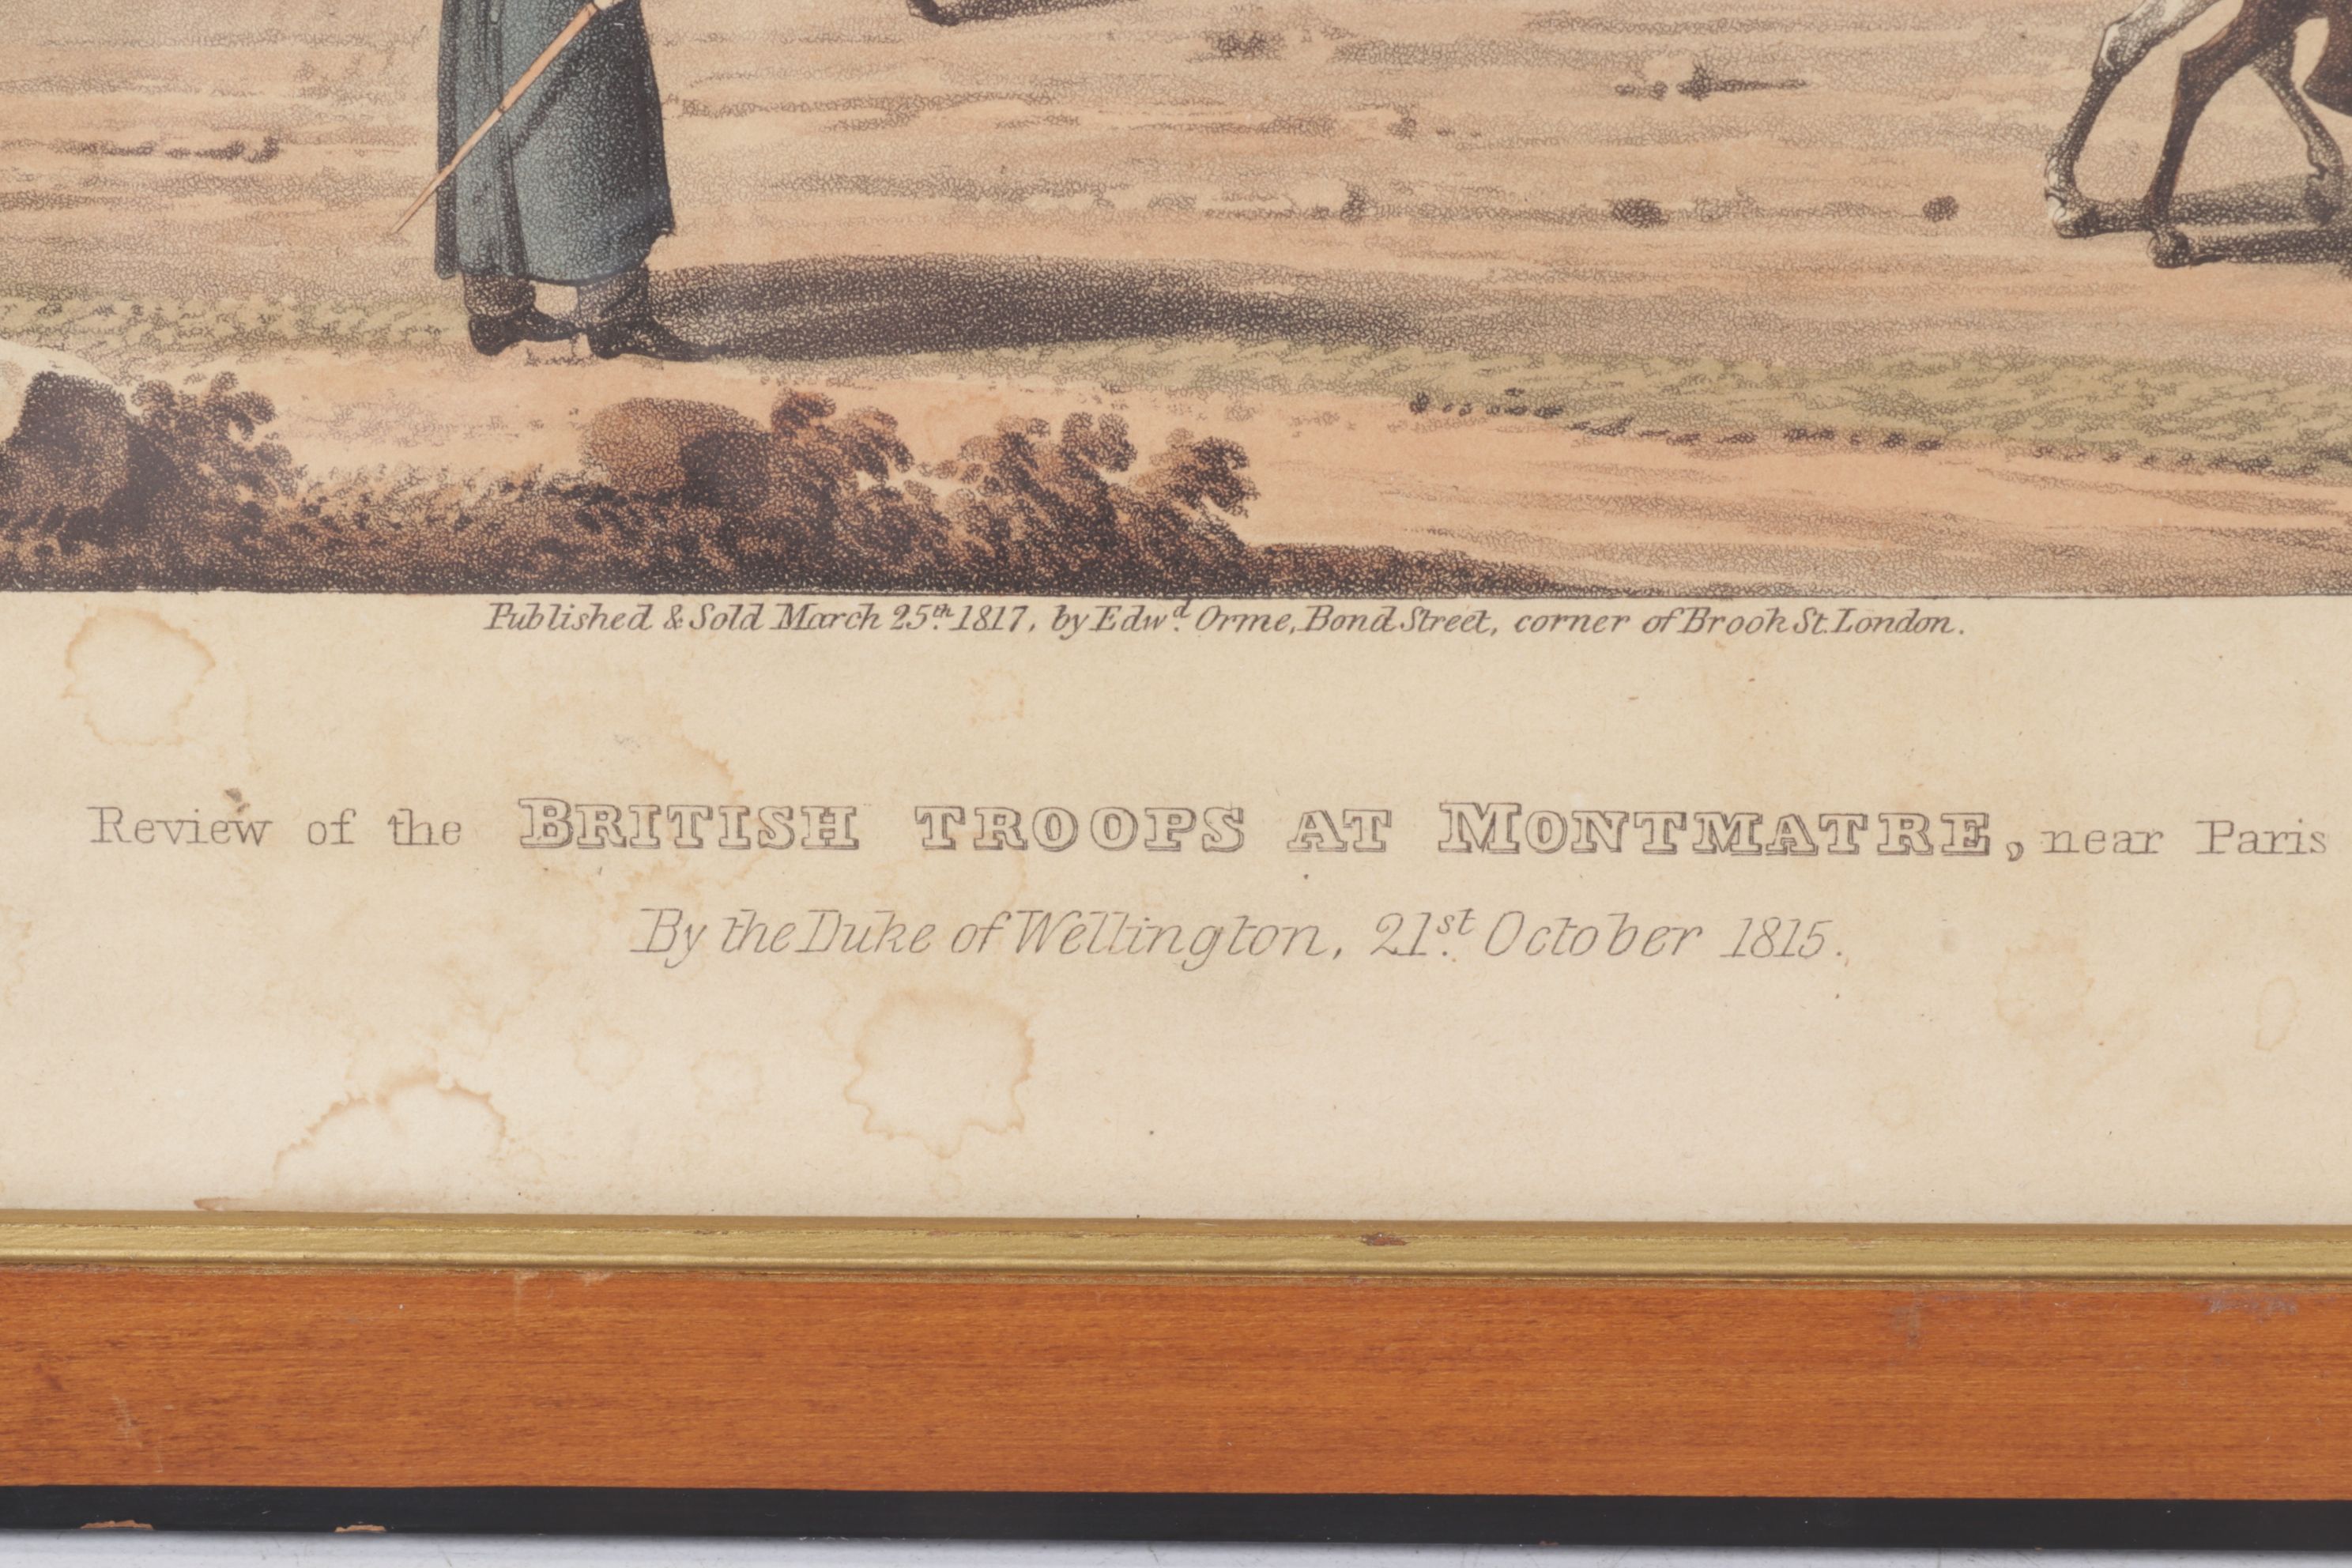 Published & Sold March 25th. 1817, by Edwd. Orme, Bond Street, corner of Brook St. London.
Review of the BRITISH TROOPS AT MONTMATRE, near Paris
By the Duke of Wellington, 21st. October 1815.